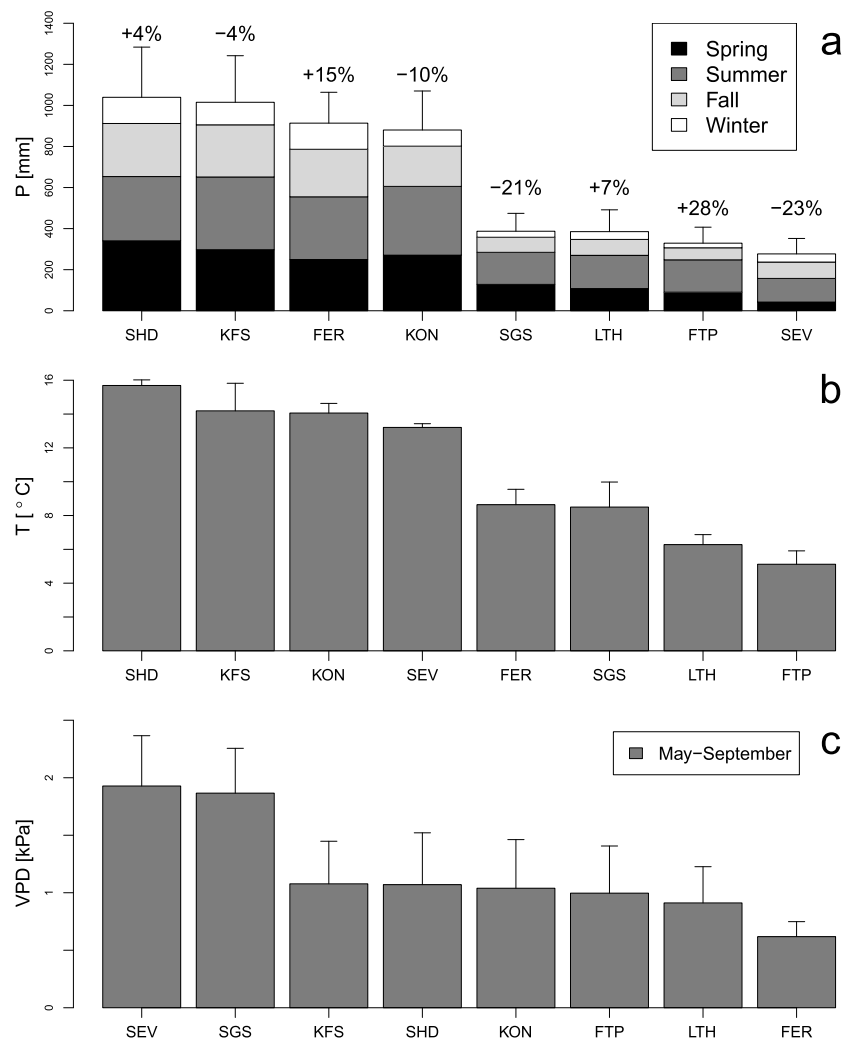 a
P [mm]
0 200 400 600 800 1000 1200 1400
+4% −4% +15% −10% −21% +7% +28% −23%
Spring
Summer
Fall
Winter
SHD KFS FER KON SGS LTH FTP SEV
b
T [ ° C]
0 4 8 12 16
SHD KFS KON SEV FER SGS LTH FTP
c
VPD [kPa]
0 1 2
May−September
SEV SGS KFS SHD KON FTP LTH FER